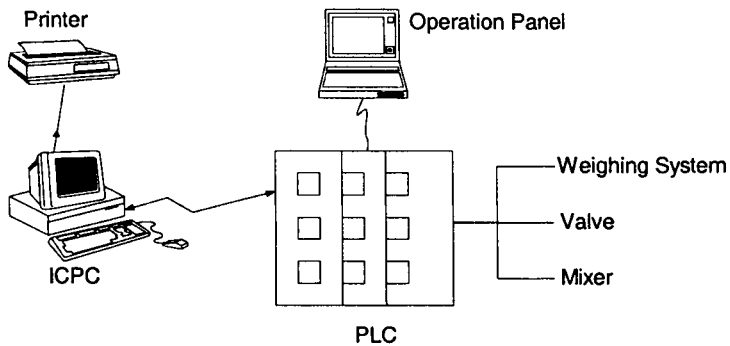 Printer
Operation Panel
Weighing System
Valve
ICPC
Mixer
PLC